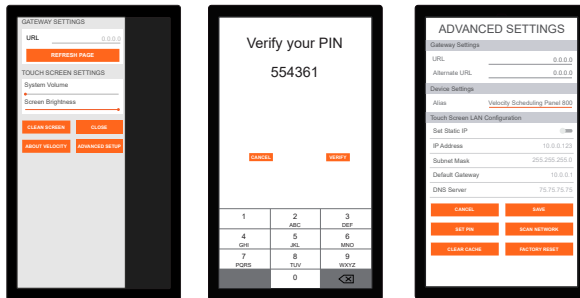 GATEWAY SETTINGS
URL 0.0.0.0
REFRESH PAGE
TOUCH SCREEN SETTINGS
System Volume
Screen Brightness
CLEAN SCREEN CLOSE
ABOUT VELOCITY ADVANCED SETUP
Verify your PIN
554361
CANCEL VERIFY
1 2 3
ABC DEF
4 5 6
GHI JKL MNO
7 8 9
PQRS TUV WXYZ
0
ADVANCED SETTINGS
Gateway Settings
URL 0.0.0.0
Alternate URL 0.0.0.0
Device Settings
Alias Velocity Scheduling Panel 800
Touch Screen LAN Configuration
Set Static IP
IP Address 10.0.0.123
Subnet Mask 255.255.255.0
Default Gateway 10.0.0.1
DNS Server 75.75.75.75
CANCEL SAVE
SET PIN SCAN NETWORK
CLEAR CACHE FACTORY RESET